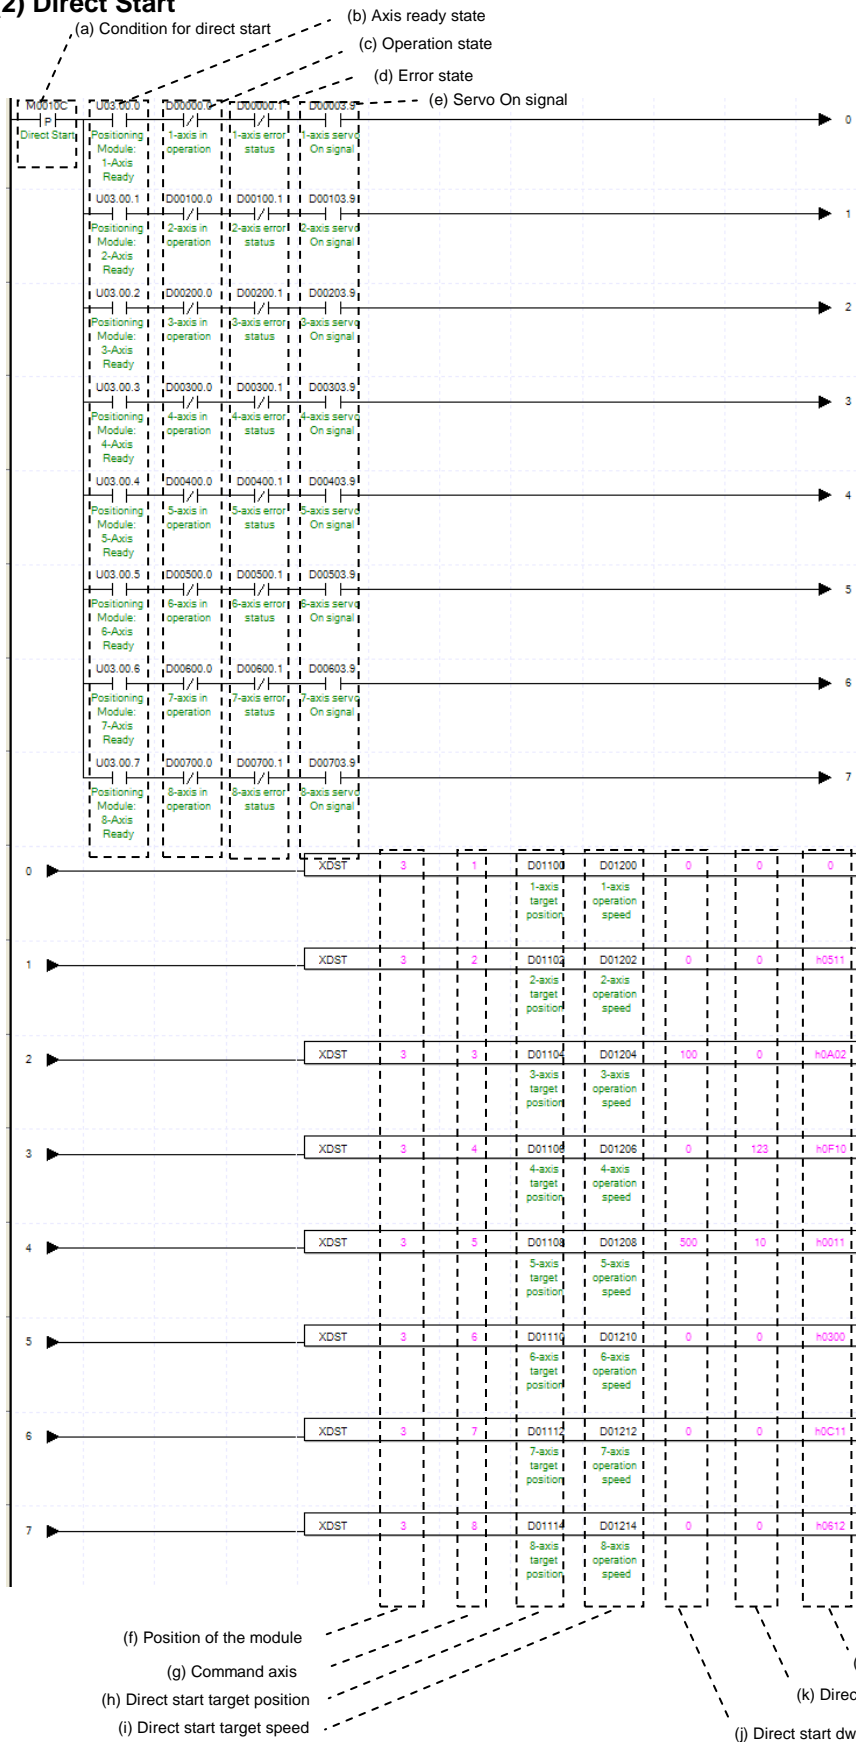 2) Direct Start
(a) Condition for direct start
(b) Axis ready state
(c) Operation state
(d) Error state
(e) Servo On signal
M0010C U03.00.0 D00000.0 D00000.1 D00003.9
P 0
Direct Start Positioning 1-axis in 1-axis error 1-axis servo
Module: operation status On signal
1-Axis
Ready
U03.00.1 D00100.0 D00100.1 D00103.9
1
Positioning 2-axis in 2-axis error 2-axis servo
Module: operation status On signal
2-Axis
Ready
U03.00.2 D00200.0 D00200.1 D00203.9
2
Positioning 3-axis in 3-axis error 3-axis servo
Module: operation status On signal
3-Axis
Ready
U03.00.3 D00300.0 D00300.1 D00303.9
3
Positioning 4-axis in 4-axis error 4-axis servo
Module: operation status On signal
4-Axis
Ready
U03.00.4 D00400.0 D00400.1 D00403.9
4
Positioning 5-axis in 5-axis error 5-axis servo
Module: operation status On signal
5-Axis
Ready
U03.00.5 D00500.0 D00500.1 D00503.9
5
Positioning 6-axis in 6-axis error 6-axis servo
Module: operation status On signal
6-Axis
Ready
U03.00.6 D00600.0 D00600.1 D00603.9
6
Positioning 7-axis in 7-axis error 7-axis servo
Module: operation status On signal
7-Axis
Ready
U03.00.7 D00700.0 D00700.1 D00703.9
7
Positioning 8-axis in 8-axis error 8-axis servo
Module: operation status On signal
8-Axis
Ready
0 XDST 3 1 D01100 D01200 0 0 0
1-axis 1-axis
target operation
position speed
1 XDST 3 2 D01102 D01202 0 0 h0511
2-axis 2-axis
target operation
position speed
2 XDST 3 3 D01104 D01204 100 0 h0A02
3-axis 3-axis
target operation
position speed
3 XDST 3 4 D01106 D01206 0 123 h0F10
4-axis 4-axis
target operation
position speed
4 XDST 3 5 D01108 D01208 500 10 h0011
5-axis 5-axis
target operation
position speed
5 XDST 3 6 D01110 D01210 0 0 h0300
6-axis 6-axis
target operation
position speed
6 XDST 3 7 D01112 D01212 0 0 h0C11
7-axis 7-axis
target operation
position speed
7 XDST 3 8 D01114 D01214 0 0 h0612
8-axis 8-axis
target operation
position speed
(f) Position of the module
(g) Command axis
(h) Direct start target position
(i) Direct start target speed
(
(k) Direc
(j) Direct start dw